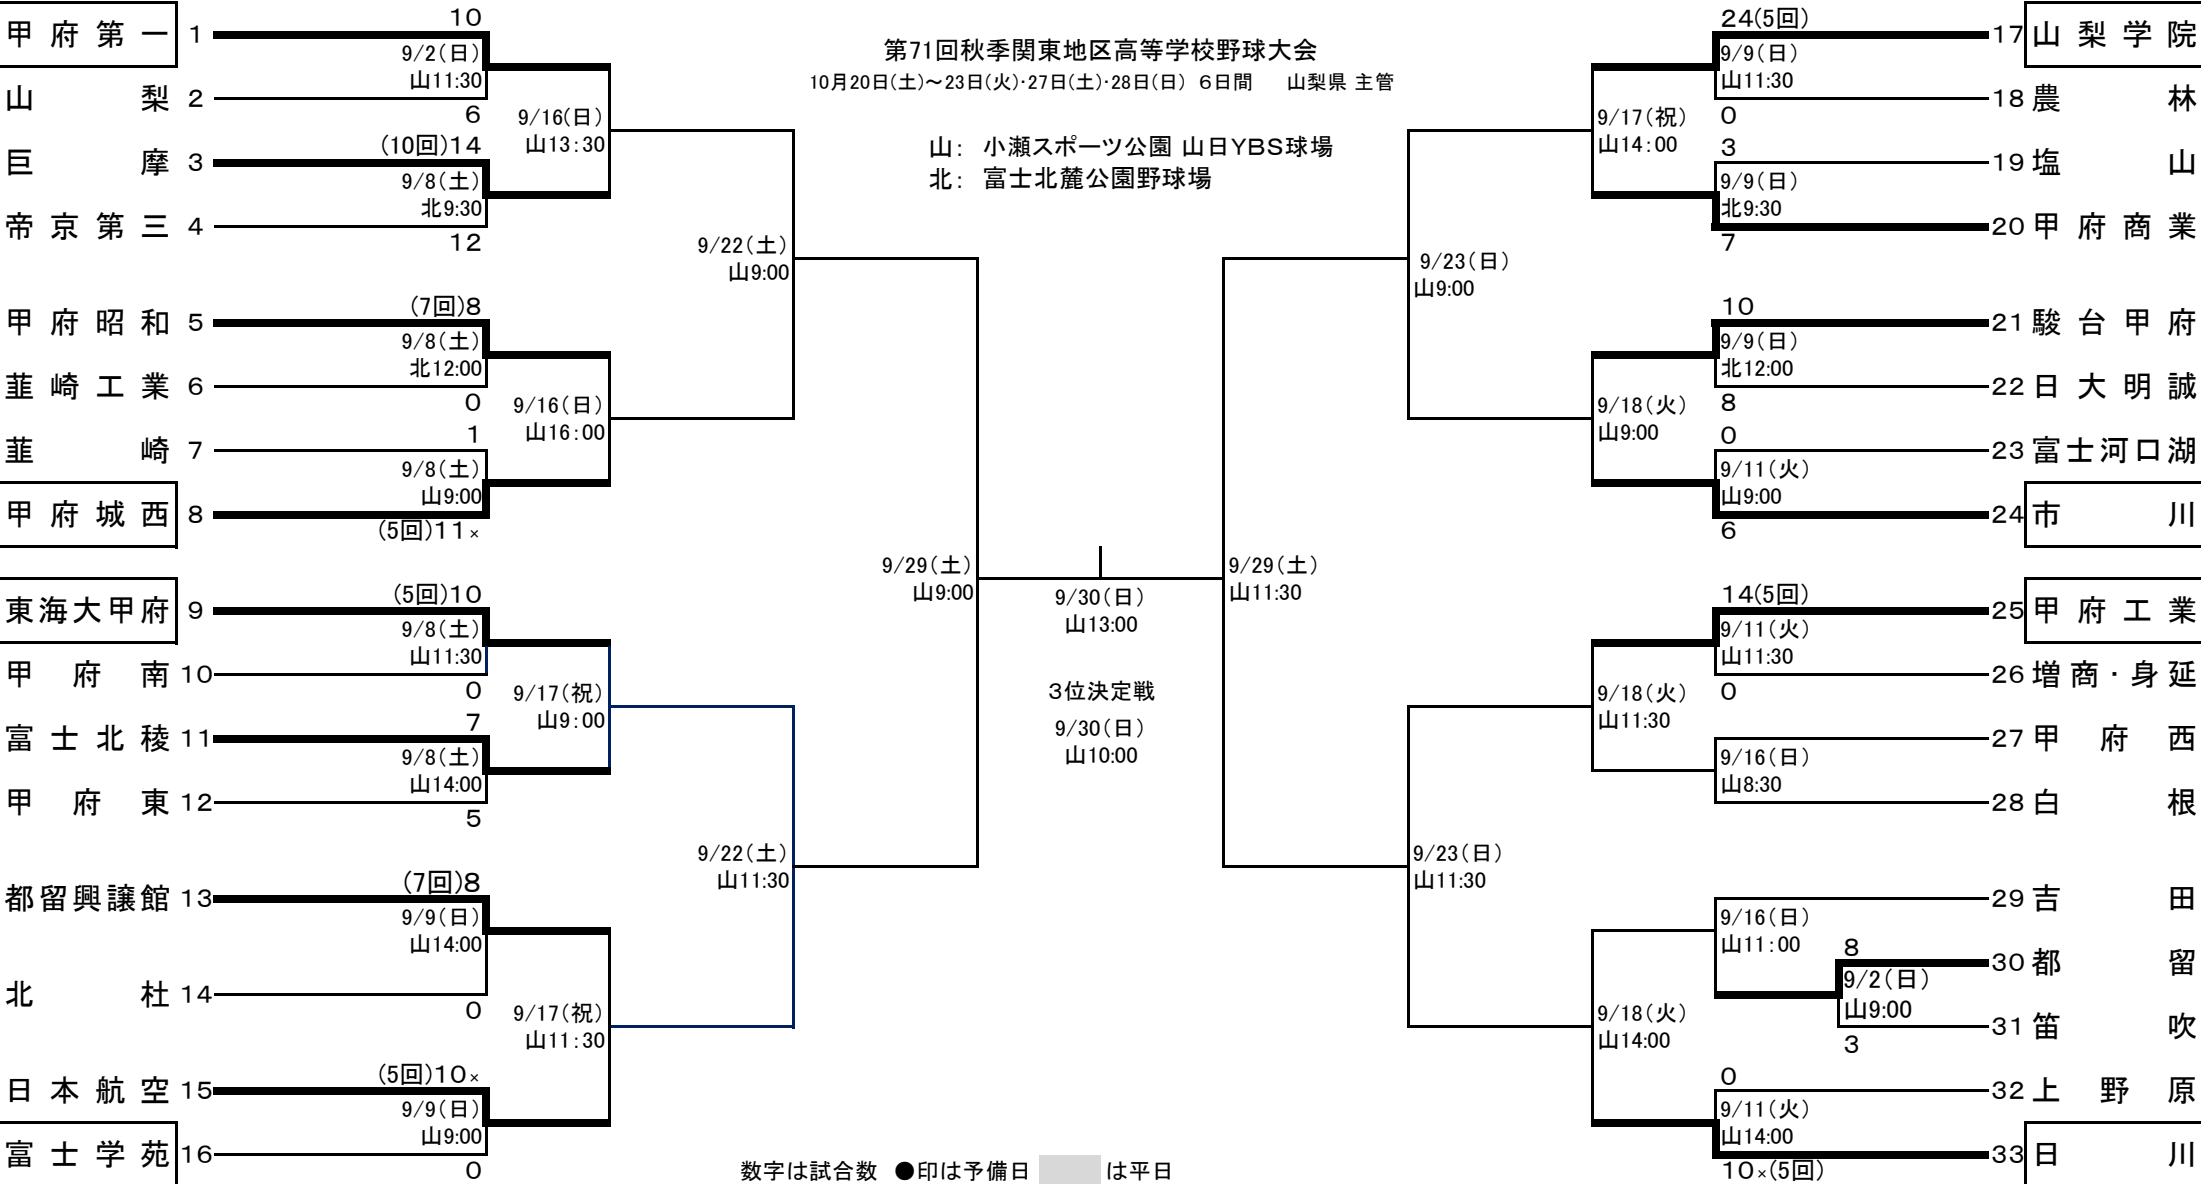 第71回秋季関東地区高等学校野球大会
10月20日(土)～23日(火)･27日(土)･28日(日) 6日間 山梨県 主管
山： 小瀬スポーツ公園 山日YBS球場
北： 富士北麓公園野球場
甲府第一 1
10
9/2(日)
山11:30
山梨 2
6
9/16(日)
山13:30
(10回)14
巨摩 3
9/8(土)
北9:30
帝京第三 4
12
9/22(土)
山9:00
(7回)8
甲府昭和 5
9/8(土)
北12:00
韮崎工業 6
0
9/16(日)
山16:00
1
韮崎 7
9/8(土)
山9:00
甲府城西 8
(5回)11×
9/29(土)
山9:00
(5回)10
東海大甲府 9
9/8(土)
山11:30
甲府南 10
0
9/17(祝)
山9:00
7
富士北稜 11
9/8(土)
山14:00
甲府東 12
5
9/22(土)
山11:30
(7回)8
都留興譲館 13
9/9(日)
山14:00
北杜 14
0
9/17(祝)
山11:30
(5回)10×
日本航空 15
9/9(日)
山9:00
富士学苑 16
0
9/30(日)
山13:00
3位決定戦
9/30(日)
山10:00
24(5回)
17 山梨学院
9/9(日)
山11:30
18 農林
0
9/17(祝)
山14:00
3
19 塩山
9/9(日)
北9:30
20 甲府商業
7
9/23(日)
山9:00
10
21 駿台甲府
9/9(日)
北12:00
22 日大明誠
8
9/18(火)
山9:00
0
23 富士河口湖
9/11(火)
山9:00
24 市川
6
9/29(土)
山11:30
14(5回)
25 甲府工業
9/11(火)
山11:30
26 増商・身延
0
9/18(火)
山11:30
27 甲府西
9/16(日)
山8:30
28 白根
9/23(日)
山11:30
29 吉田
9/16(日)
山11:00
8
30 都留
9/2(日)
山9:00
31 笛吹
3
9/18(火)
山14:00
0
32 上野原
9/11(火)
山14:00
33 日川
10×(5回)
数字は試合数 ●印は予備日 は平日